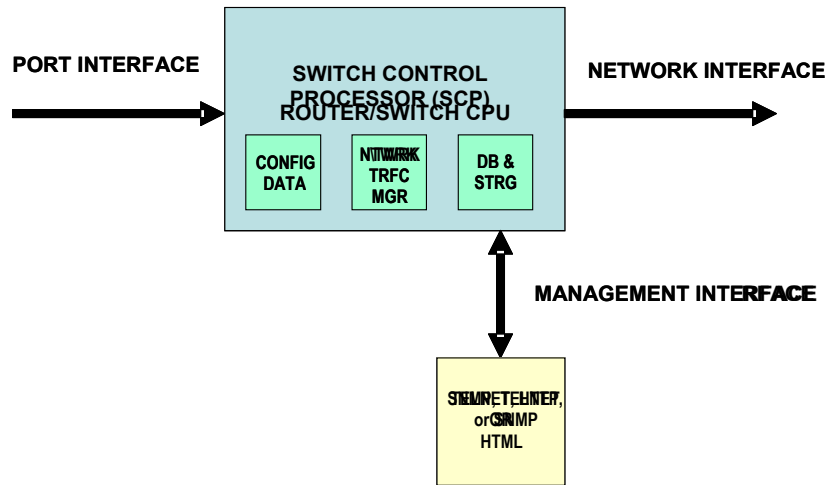 PORT INTERFACE
SWITCH CONTROL
PROCESSOR (SCP)
ROUTER/SWITCH CPU
NETWORK INTERFACE
CONFIG
DATA
TRFC
MGR
DB &
STRG
MANAGEMENT INTERFACE
HTML